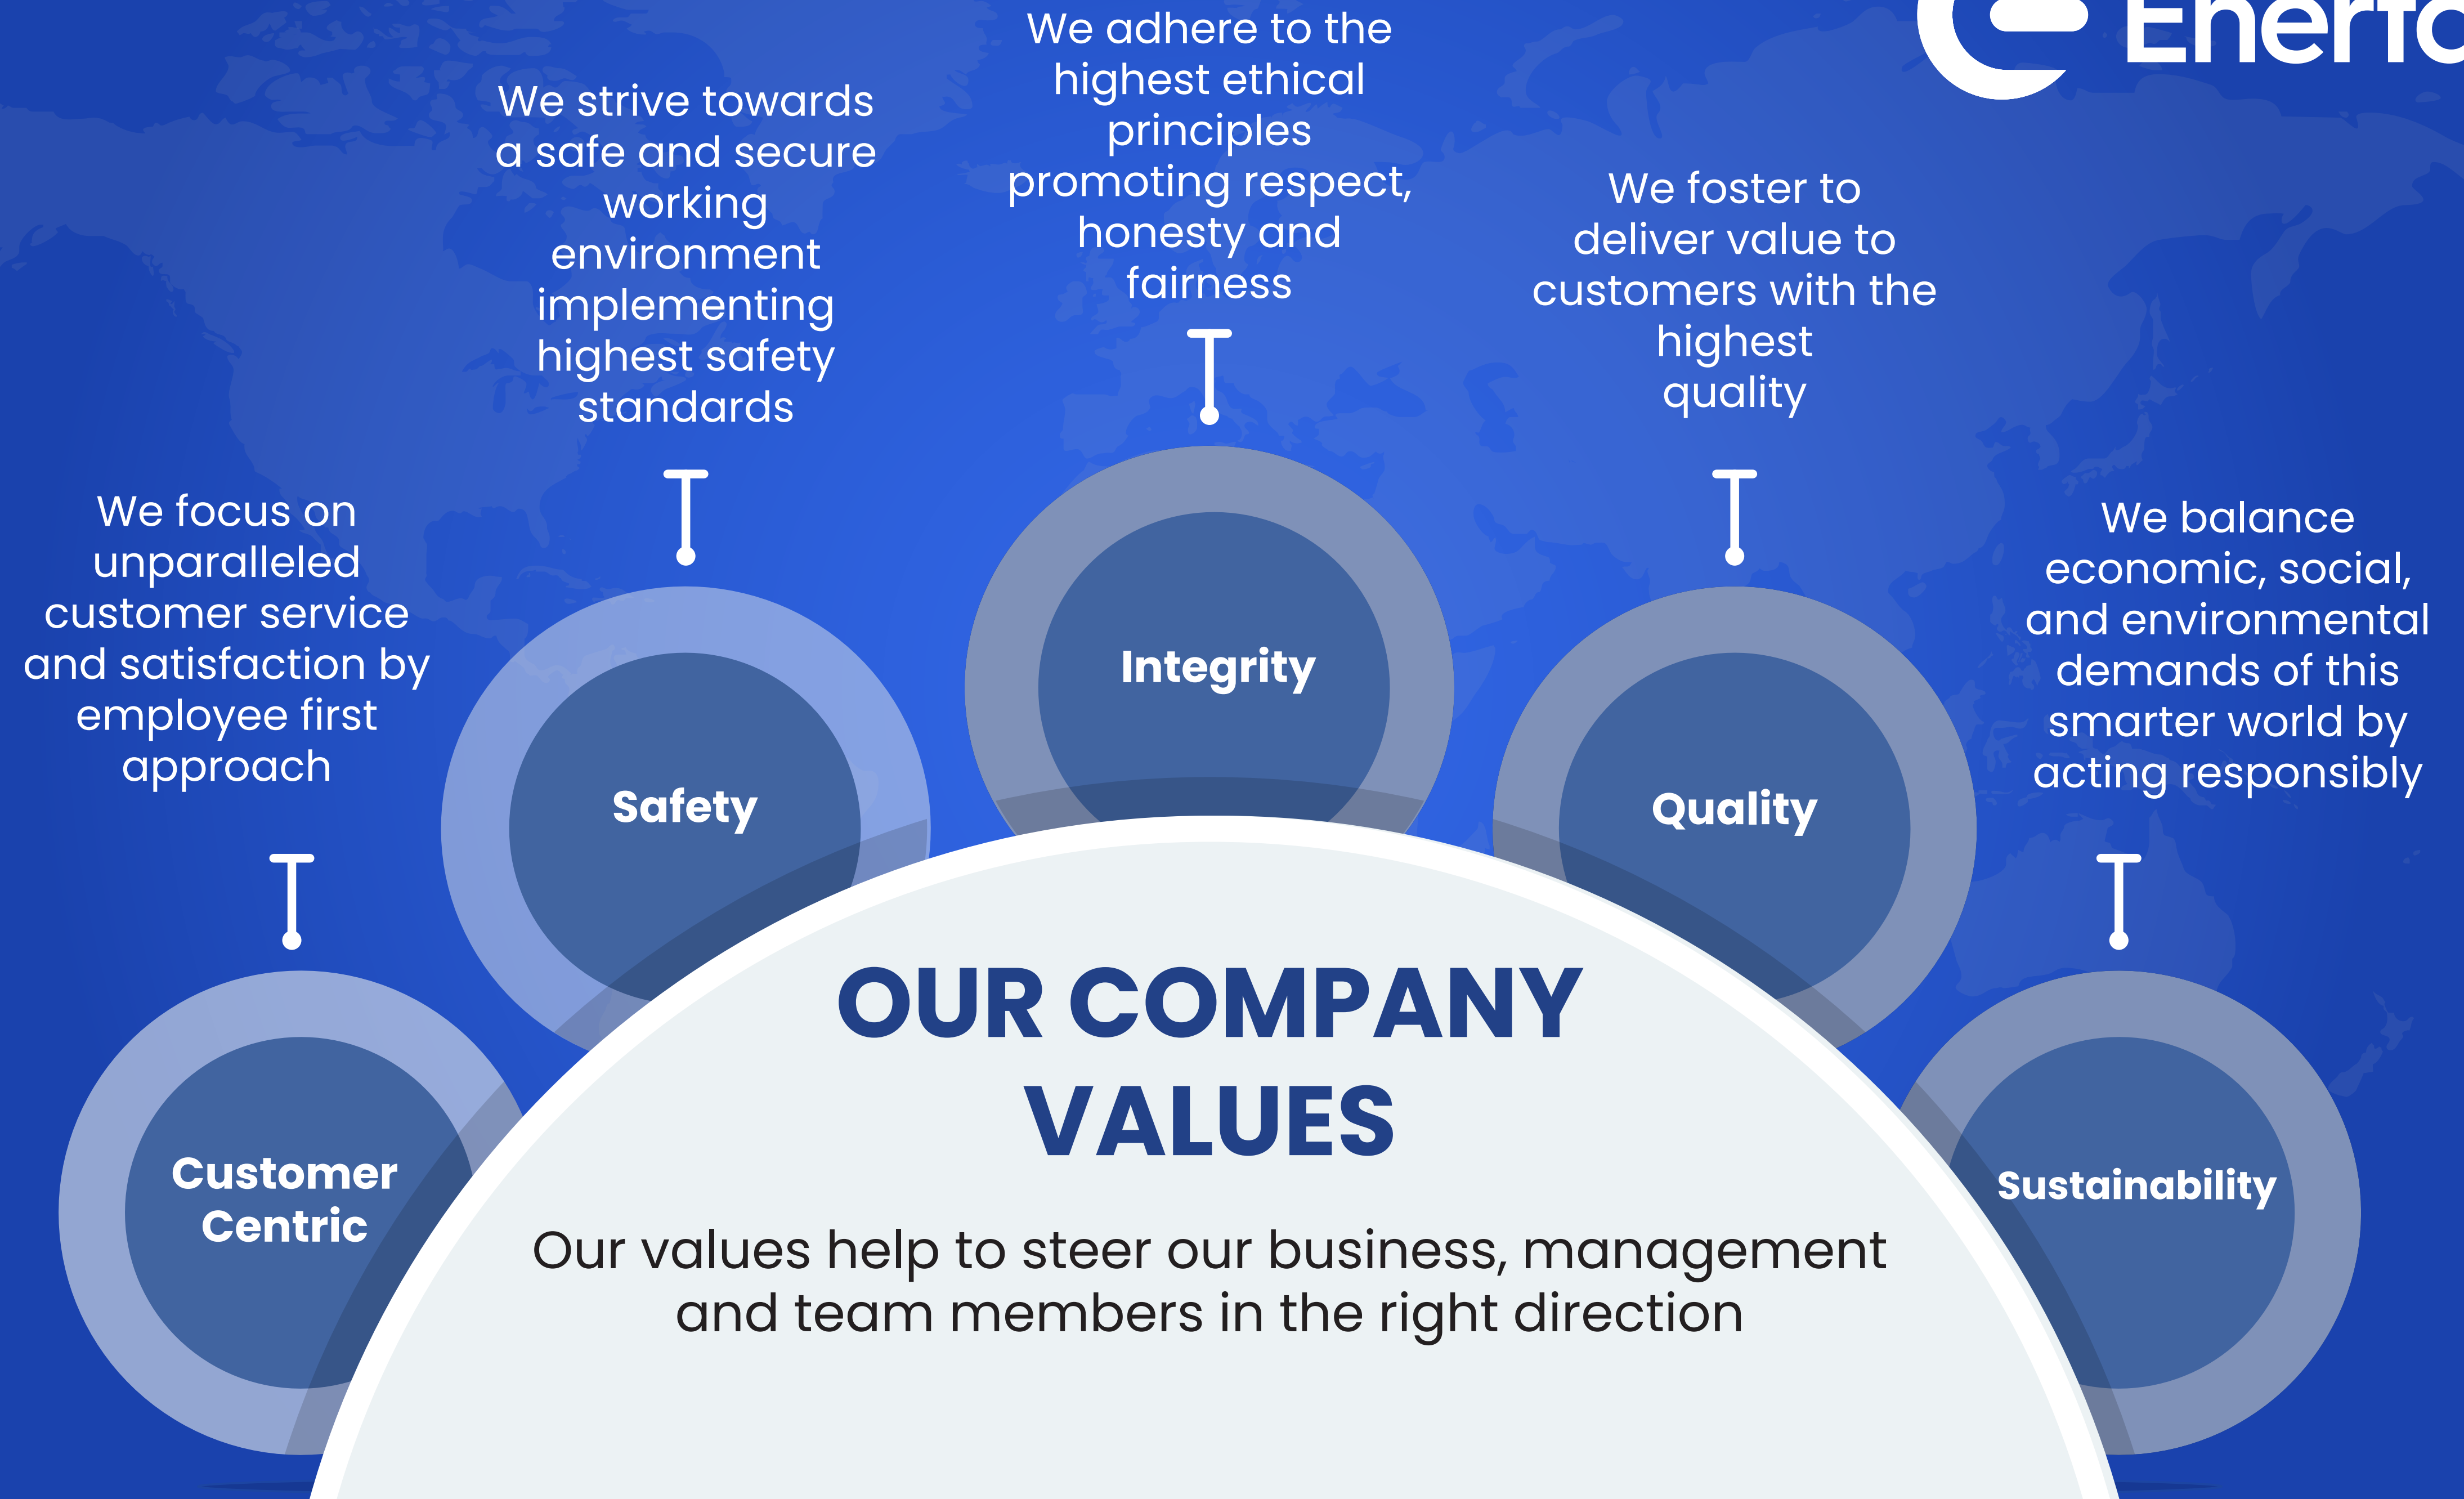 Enerfo
We adhere to the
highest ethical
principles
promoting respect,
honesty and
fairness
We strive towards
a safe and secure
working
environment
implementing
highest safety
standards
We foster to
deliver value to
customers with the
highest
quality
We focus on
unparalleled
customer service
and satisfaction by
employee first
approach
We balance
economic, social,
and environmental
demands of this
smarter world by
acting responsibly
Integrity
Safety
Quality
Customer
Centric
Sustainability
OUR COMPANY
VALUES
Our values help to steer our business, management
and team members in the right direction